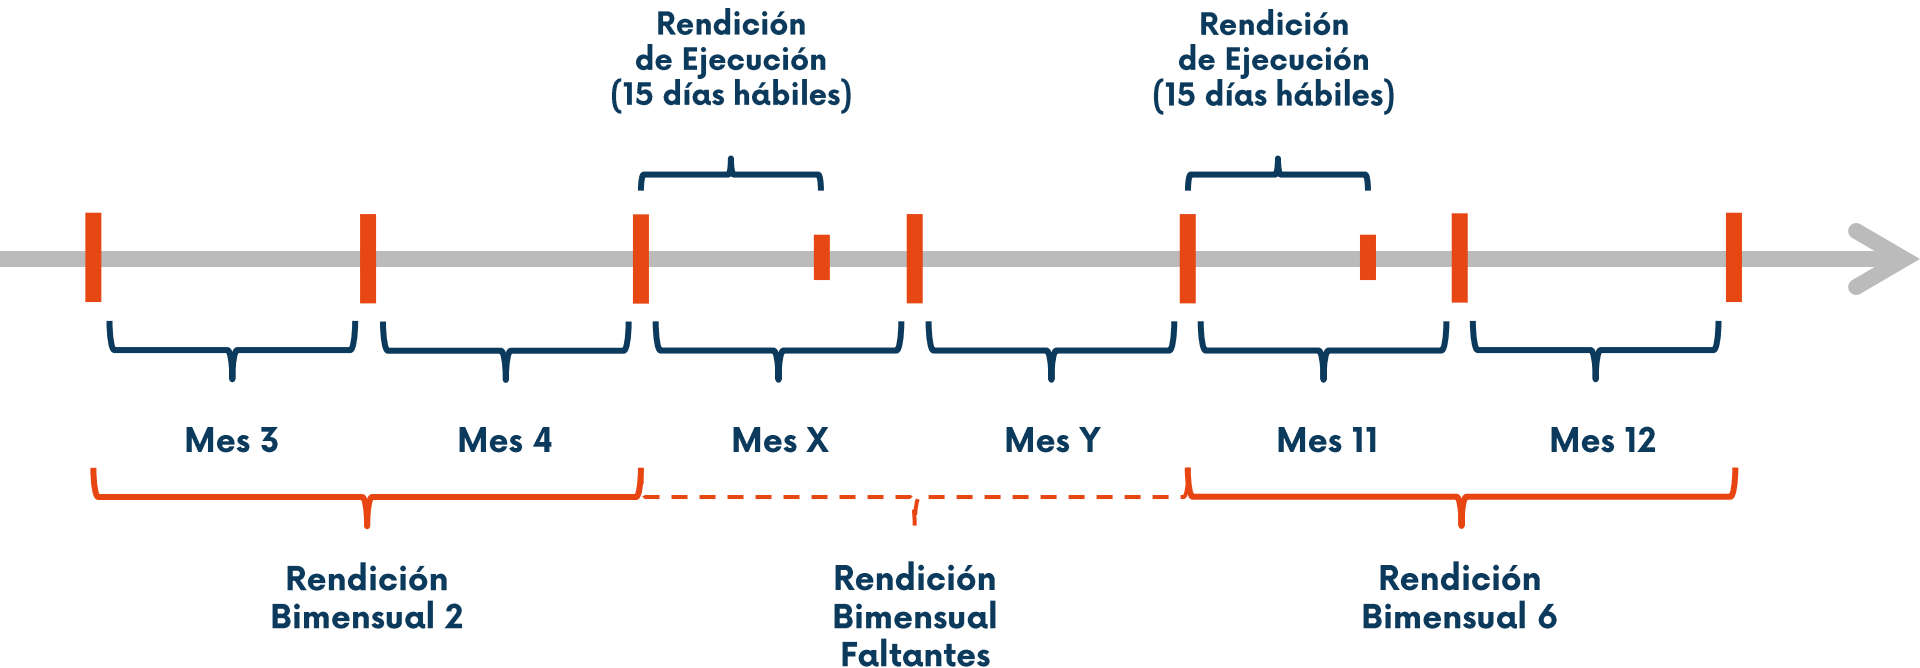 Rendición
de Ejecución
(15 días hábiles)
Rendición
de Ejecución
(15 días hábiles)
Mes 3
Mes 4
Mes X
Mes Y
Mes 11
Mes 12
Rendición
Bimensual 2
Rendición
Bimensual
Faltantes
Rendición
Bimensual 6